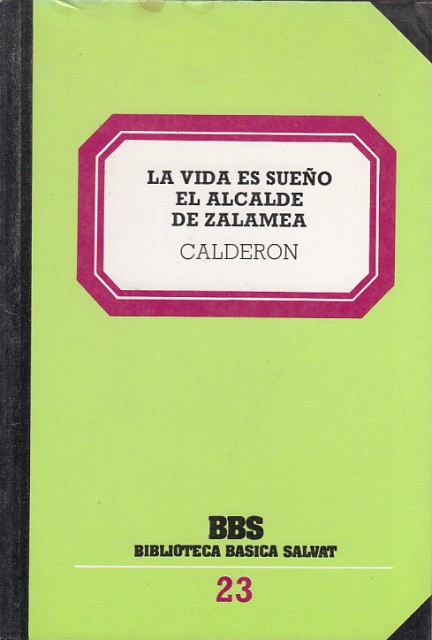 LA VIDA ES SUEÑO
EL ALCALDE
DE ZALAMEA
CALDERON
BBS
BIBLIOTECA BASICA SALVAT
23